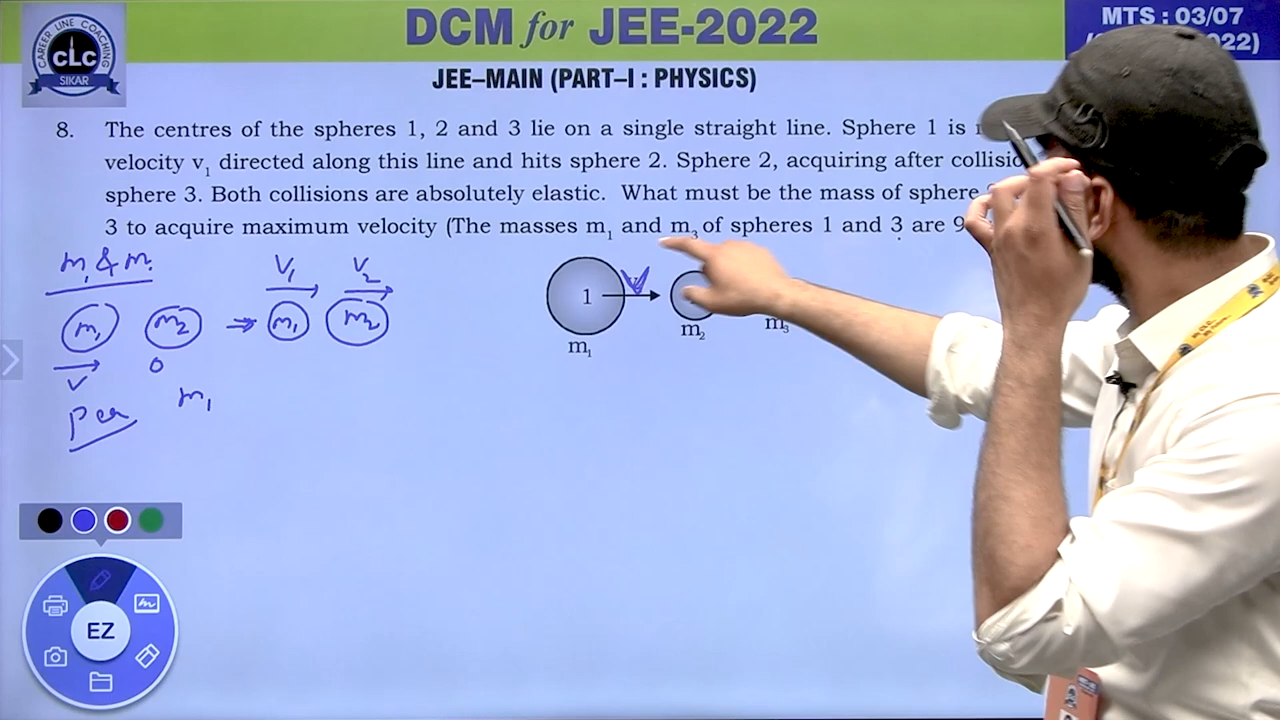 DCM for JEE-2022
MTS : 03/07
022)
CAREER LINE COACHING
CLC
SIKAR
JEE–MAIN (PART–I : PHYSICS)
8. The centres of the spheres 1, 2 and 3 lie on a single straight line. Sphere 1 is
velocity v₁ directed along this line and hits sphere 2. Sphere 2, acquiring after
sphere 3. Both collisions are absolutely elastic. What must be the mass of sphere
3 to acquire maximum velocity (The masses m₁ and m₃ of spheres 1 and 3 are 9
m₁ & m
V₁ V₂
m₁ m₂ ⇒ m₁ m₂
V 0
m₁
1 V
m₁ m₂ m₃
EZ